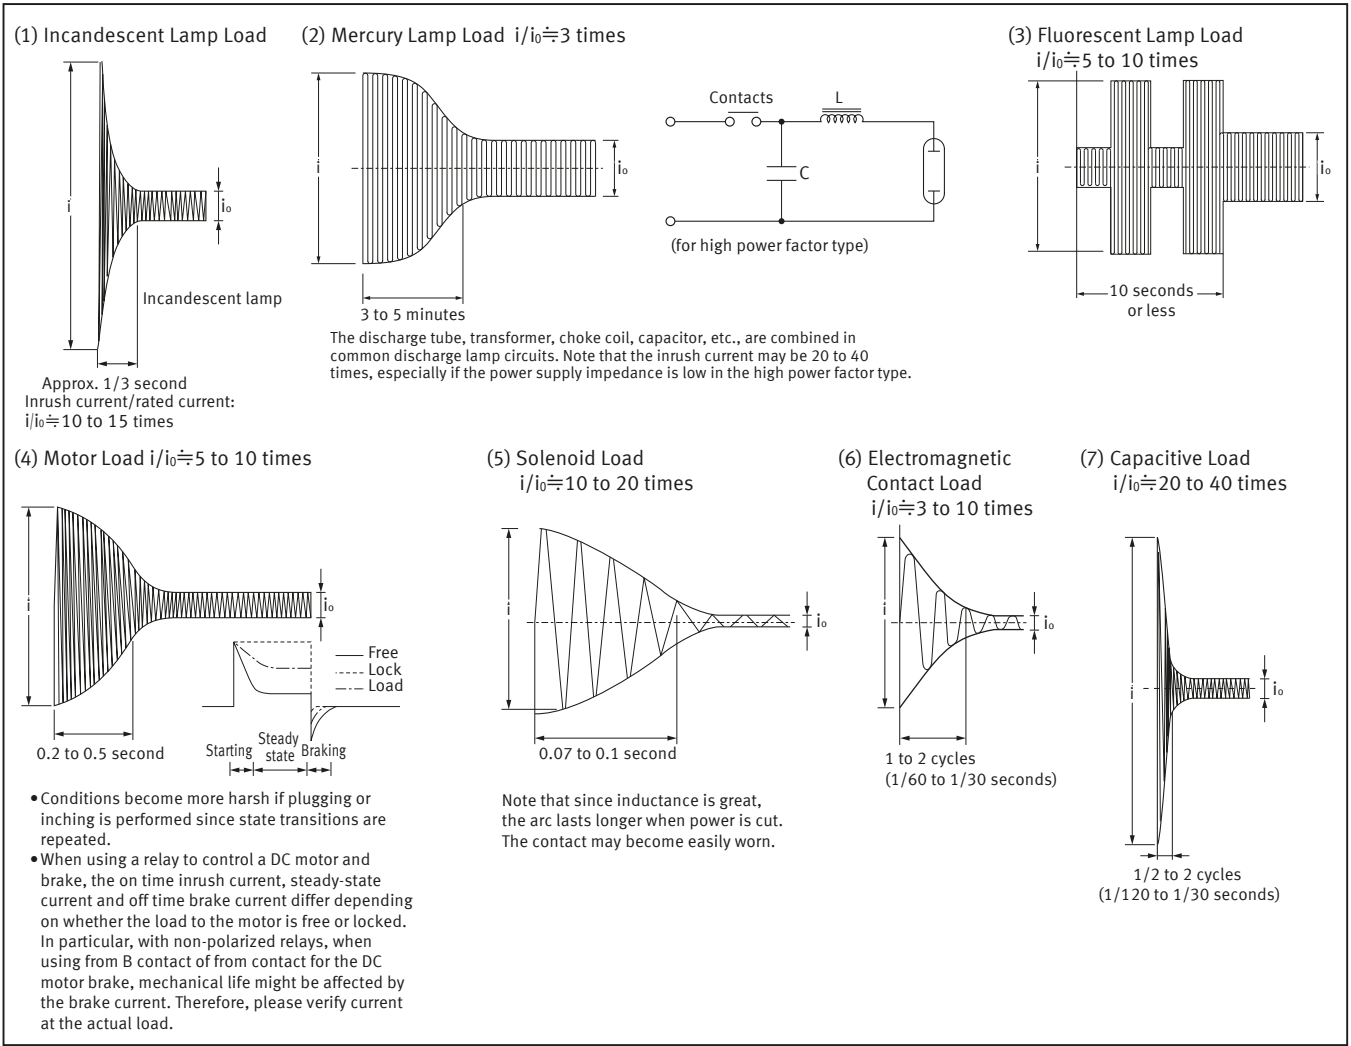 (1) Incandescent Lamp Load
i
i₀
Incandescent lamp
Approx. 1/3 second
Inrush current/rated current:
i/i₀≒10 to 15 times
(2) Mercury Lamp Load i/i₀≒3 times
i
i₀
3 to 5 minutes
Contacts
L
C
(for high power factor type)
The discharge tube, transformer, choke coil, capacitor, etc., are combined in
common discharge lamp circuits. Note that the inrush current may be 20 to 40
times, especially if the power supply impedance is low in the high power factor type.
(3) Fluorescent Lamp Load
i/i₀≒5 to 10 times
i
i₀
10 seconds
or less
(4) Motor Load i/i₀≒5 to 10 times
i
i₀
0.2 to 0.5 second
Free
Lock
Load
Starting
Steady
state
Braking
•Conditions become more harsh if plugging or
inching is performed since state transitions are
repeated.
•When using a relay to control a DC motor and
brake, the on time inrush current, steady-state
current and off time brake current differ depending
on whether the load to the motor is free or locked.
In particular, with non-polarized relays, when
using from B contact of from contact for the DC
motor brake, mechanical life might be affected by
the brake current. Therefore, please verify current
at the actual load.
(5) Solenoid Load
i/i₀≒10 to 20 times
i
i₀
0.07 to 0.1 second
Note that since inductance is great,
the arc lasts longer when power is cut.
The contact may become easily worn.
(6) Electromagnetic
Contact Load
i/i₀≒3 to 10 times
i
i₀
1 to 2 cycles
(1/60 to 1/30 seconds)
(7) Capacitive Load
i/i₀≒20 to 40 times
i
i₀
1/2 to 2 cycles
(1/120 to 1/30 seconds)